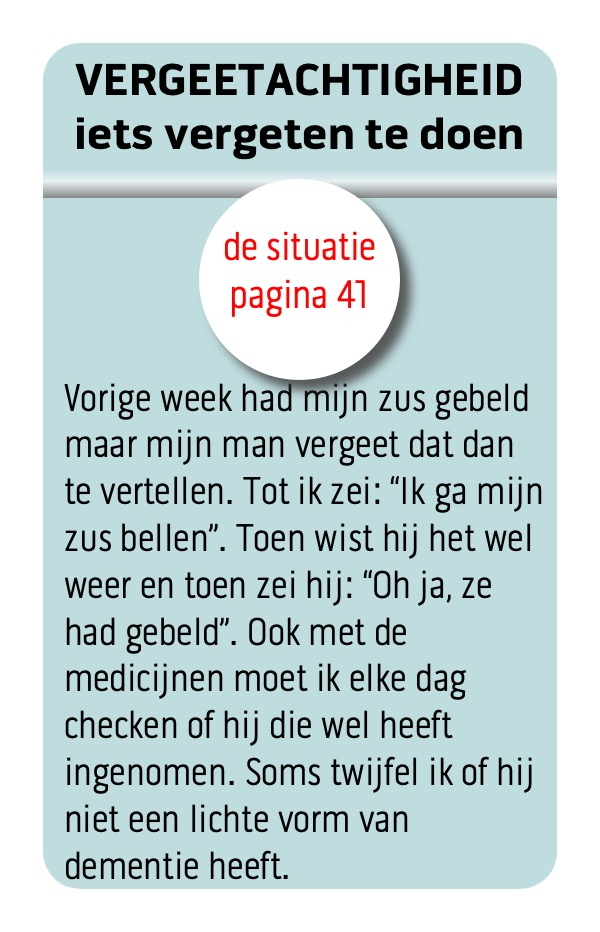 VERGEETACHTIGHEID
iets vergeten te doen
de situatie
pagina 41
Vorige week had mijn zus gebeld
maar mijn man vergeet dat dan
te vertellen. Tot ik zei: “Ik ga mijn
zus bellen”. Toen wist hij het wel
weer en toen zei hij: “Oh ja, ze
had gebeld”. Ook met de
medicijnen moet ik elke dag
checken of hij die wel heeft
ingenomen. Soms twijfel ik of hij
niet een lichte vorm van
dementie heeft.